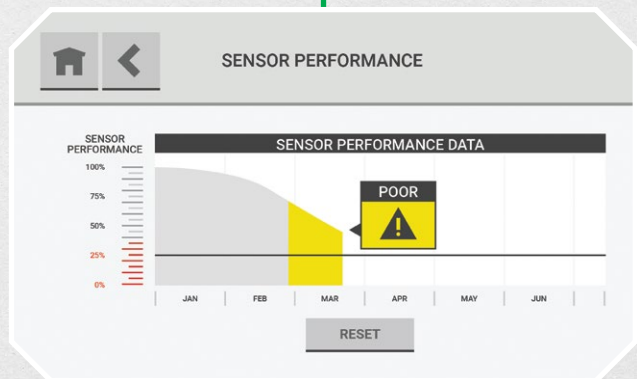 SENSOR PERFORMANCE
SENSOR
PERFORMANCE
SENSOR PERFORMANCE DATA
100%
75%
50%
25%
0%
POOR
JAN FEB MAR APR MAY JUN
RESET